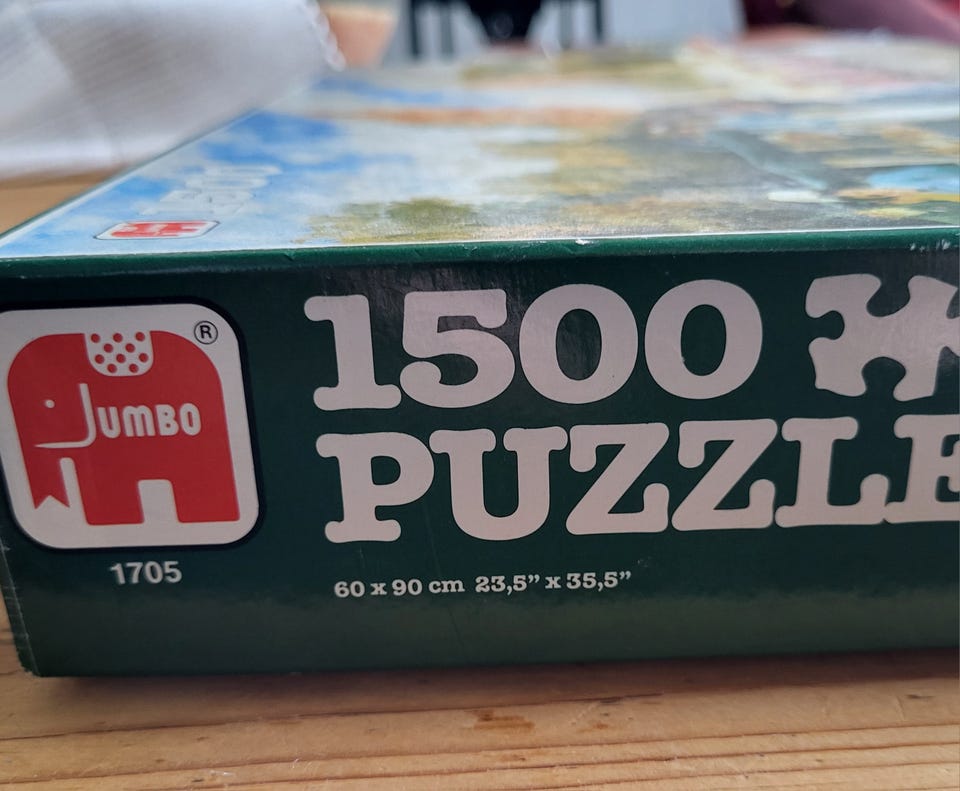 1500
PUZZLE
JUMBO
®
1705
60 x 90 cm 23,5” x 35,5”